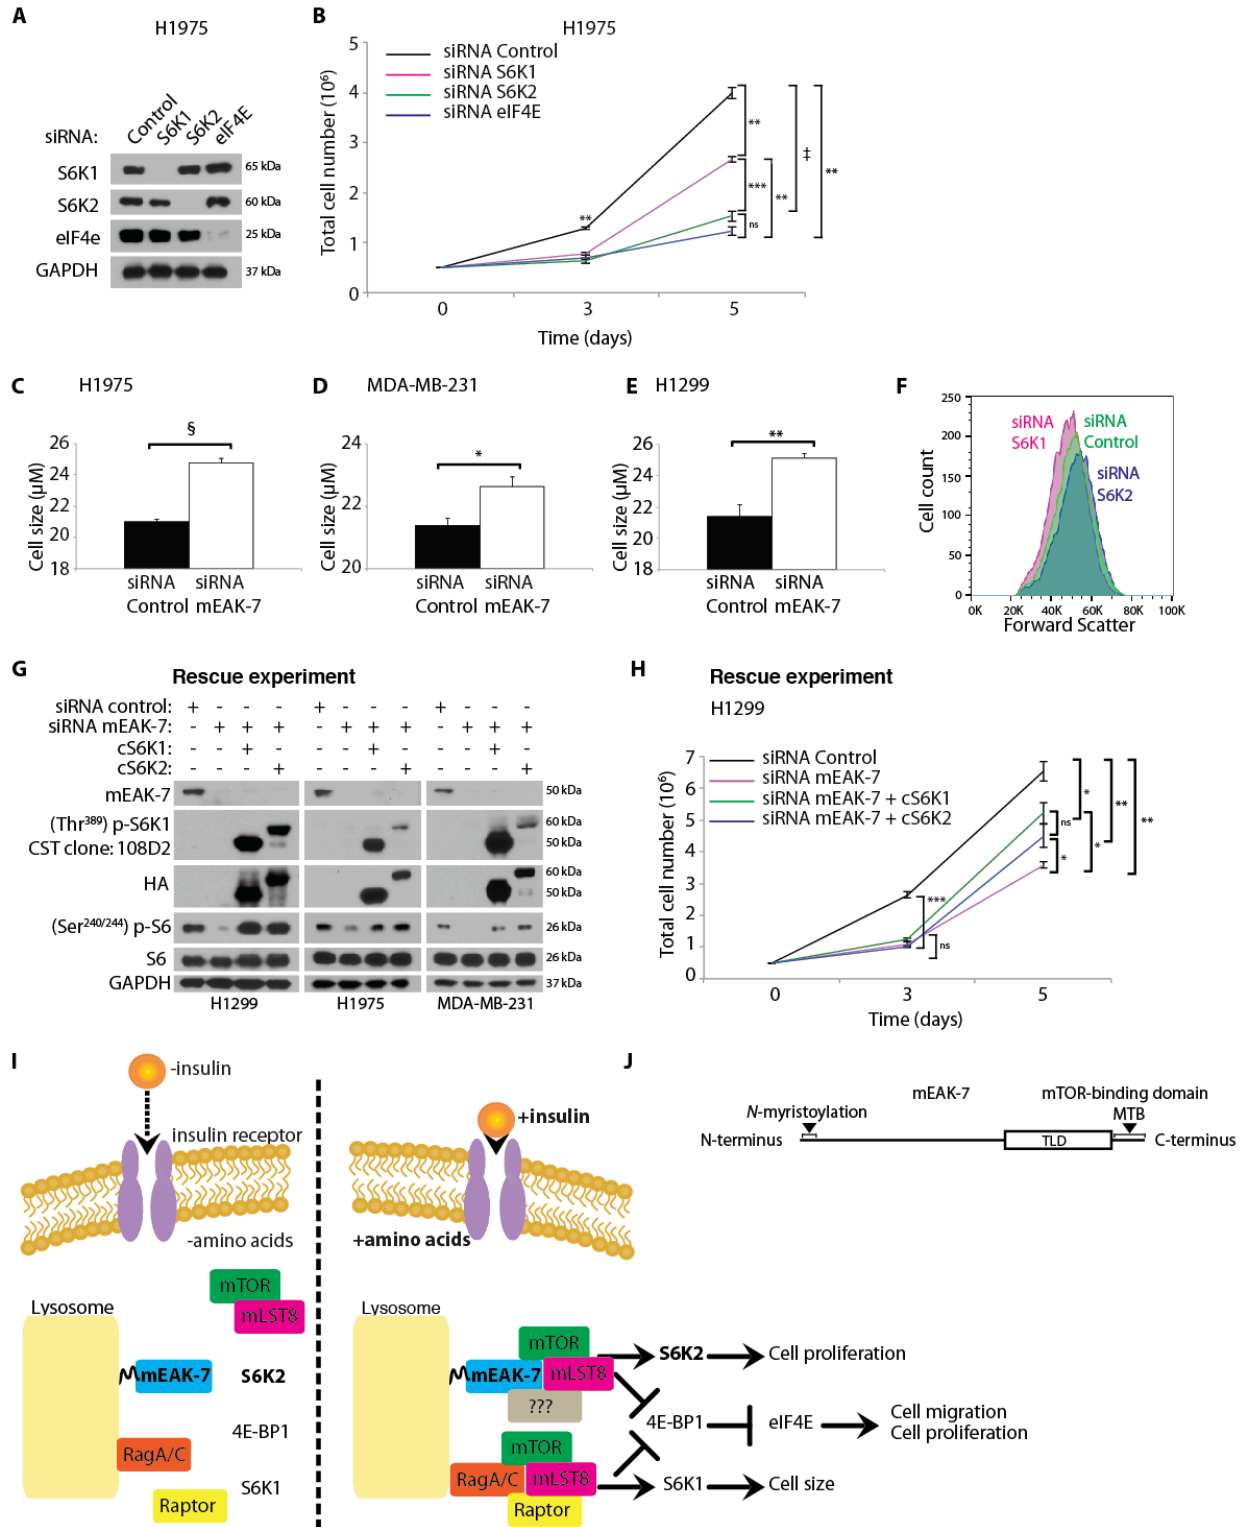 A
H1975
siRNA:
Control
S6K1
S6K2
eIF4E
S6K1
65 kDa
S6K2
60 kDa
eIF4e
25 kDa
GAPDH
37 kDa
B
H1975
siRNA Control
siRNA S6K1
siRNA S6K2
siRNA eIF4E
Total cell number (10⁶)
5
4
3
2
1
0
**
**
***
ns
**
‡
**
0 3 5
Time (days)
C
H1975
§
Cell size (µM)
26
24
22
20
18
siRNA siRNA
Control mEAK-7
D
MDA-MB-231
*
Cell size (µM)
24
22
20
siRNA siRNA
Control mEAK-7
E
H1299
**
Cell size (µM)
26
24
22
20
18
siRNA siRNA
Control mEAK-7
F
Cell count
250
200
150
100
50
0
siRNA
S6K1
siRNA
Control
siRNA
S6K2
0K 20K 40K 60K 80K 100K
Forward Scatter
G
Rescue experiment
siRNA control: + - - - + - - - + - - -
siRNA mEAK-7: - + + + - + + + - + + +
cS6K1: - - + - - - + - - - + -
cS6K2: - - - + - - - + - - - +
mEAK-7
50 kDa
(Thr³⁸⁹) p-S6K1
CST clone: 108D2
60 kDa
50 kDa
HA
60 kDa
50 kDa
(Ser²⁴⁰/²⁴⁴) p-S6
26 kDa
S6
26 kDa
GAPDH
37 kDa
H1299 H1975 MDA-MB-231
H
Rescue experiment
H1299
siRNA Control
siRNA mEAK-7
siRNA mEAK-7 + cS6K1
siRNA mEAK-7 + cS6K2
Total cell number (10⁶)
7
6
5
4
3
2
1
0
***
ns
ns
*
*
*
**
**
0 3 5
Time (days)
I
-insulin
insulin receptor
-amino acids
mTOR
mLST8
Lysosome
mEAK-7
S6K2
4E-BP1
RagA/C
S6K1
Raptor
+insulin
+amino acids
Lysosome
mTOR
mEAK-7
mLST8
???
S6K2
Cell proliferation
4E-BP1
eIF4E
Cell migration
Cell proliferation
mTOR
RagA/C
mLST8
Raptor
S6K1
Cell size
J
mEAK-7
mTOR-binding domain
N-myristoylation
MTB
N-terminus
TLD
C-terminus